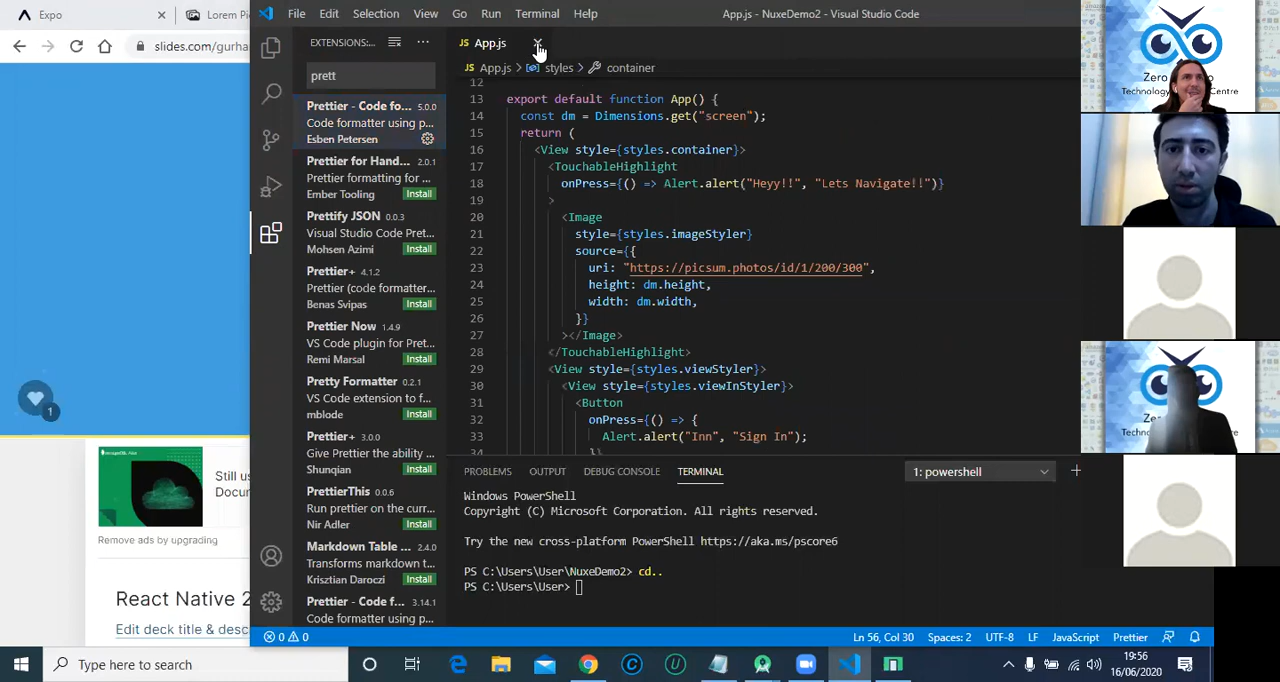 Expo
Lorem Pi
slides.com/gurha
File Edit Selection View Go Run Terminal Help
App.js - NuxeDemo2 - Visual Studio Code
EXTENSIONS:...
JS App.js
prett
JS App.js > styles > container
Prettier - Code fo... 5.0.0
Code formatter using p...
Esben Petersen
Prettier for Hand... 2.0.1
Prettier formatting for ...
Ember Tooling Install
Prettify JSON 0.0.3
Visual Studio Code Pret...
Mohsen Azimi Install
Prettier+ 4.1.2
Prettier (code formatter...
Benas Svipas Install
Prettier Now 1.4.9
VS Code plugin for Pret...
Remi Marsal Install
Pretty Formatter 0.2.1
VS Code extension to f...
mblode Install
Prettier+ 3.0.0
Give Prettier the ability ...
Shunqian Install
PrettierThis 0.0.6
Run prettier on the curr...
Nir Adler Install
Markdown Table ... 2.4.0
Transforms markdown t...
Krisztian Daroczi Install
Prettier - Code f... 3.14.1
Code formatter using p...
12
13 export default function App() {
14 const dm = Dimensions.get("screen");
15 return (
16 <View style={styles.container}>
17 <TouchableHighlight
18 onPress={() => Alert.alert("Heyy!!", "Lets Navigate!!")}
19 >
20 <Image
21 style={styles.imageStyler}
22 source={{
23 uri: "https://picsum.photos/id/1/200/300",
24 height: dm.height,
25 width: dm.width,
26 }}
27 ></Image>
28 </TouchableHighlight>
29 <View style={styles.viewStyler}>
30 <View style={styles.viewInStyler}>
31 <Button
32 onPress={() => {
33 Alert.alert("Inn", "Sign In");
PROBLEMS OUTPUT DEBUG CONSOLE TERMINAL 1: powershell
Windows PowerShell
Copyright (C) Microsoft Corporation. All rights reserved.
Try the new cross-platform PowerShell https://aka.ms/pscore6
PS C:\Users\User\NuxeDemo2> cd..
PS C:\Users\User>
1
Still us
Docum
Remove ads by upgrading
React Native 2
Edit deck title & desc
0 0
Ln 56, Col 30 Spaces: 2 UTF-8 LF JavaScript Prettier
Type here to search
19:56
16/06/2020
Zero
Technology Centre
Ze
Techn